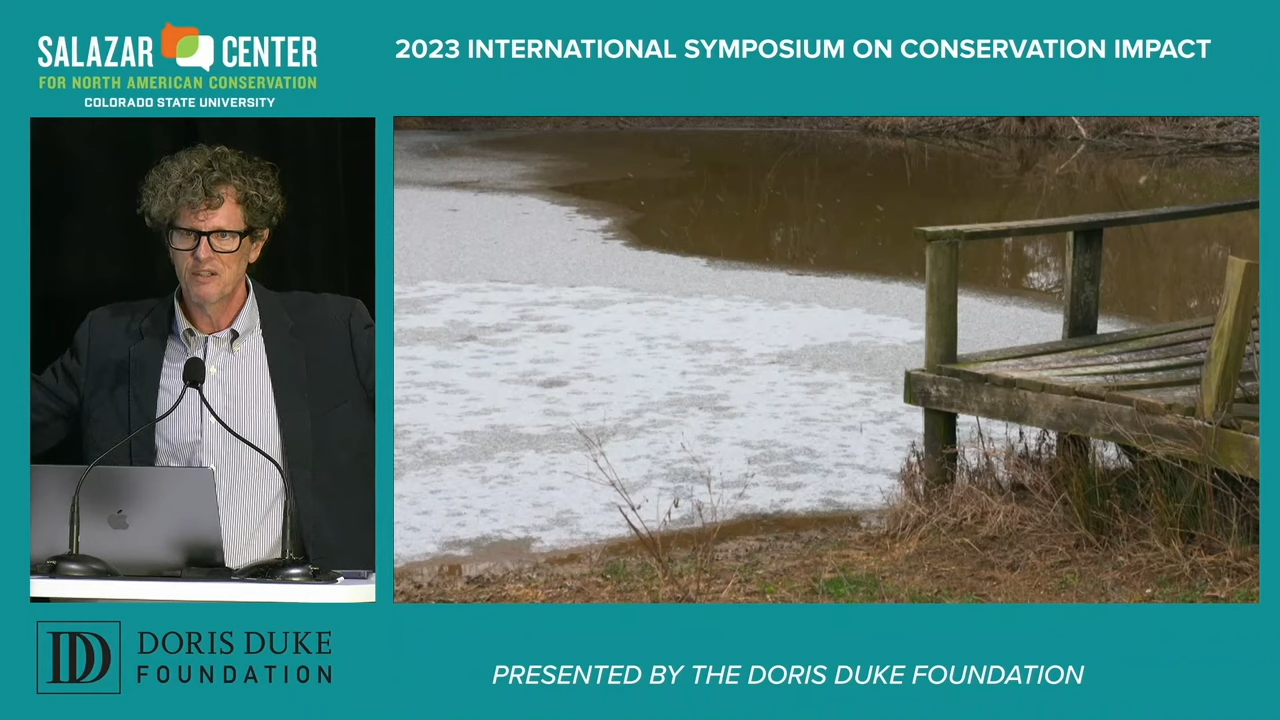 SALAZAR CENTER
FOR NORTH AMERICAN CONSERVATION
COLORADO STATE UNIVERSITY
2023 INTERNATIONAL SYMPOSIUM ON CONSERVATION IMPACT
DD
DORIS DUKE
FOUNDATION
PRESENTED BY THE DORIS DUKE FOUNDATION